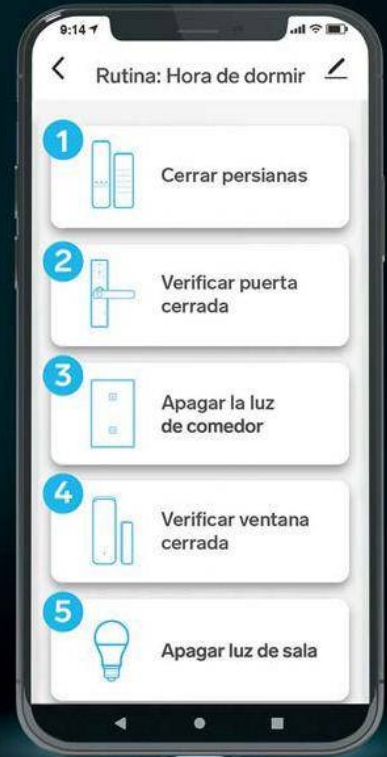 9:14
Rutina: Hora de dormir
1
Cerrar persianas
2
Verificar puerta
cerrada
3
Apagar la luz
de comedor
4
Verificar ventana
cerrada
5
Apagar luz de sala